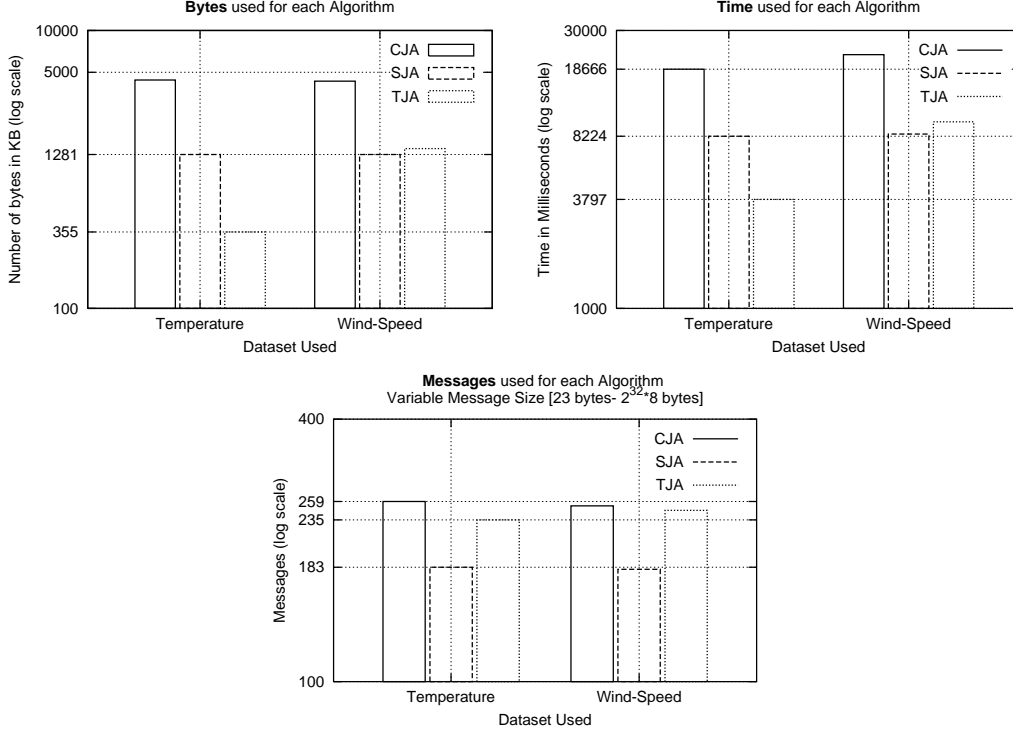 Bytes used for each Algorithm
Number of bytes in KB (log scale)
10000
5000
1281
355
100
CJA
SJA
TJA
Temperature
Wind-Speed
Dataset Used
Time used for each Algorithm
Time in Milliseconds (log scale)
30000
18666
8224
3797
1000
CJA
SJA
TJA
Temperature
Wind-Speed
Dataset Used
Messages used for each Algorithm
Variable Message Size [23 bytes- 2^32*8 bytes]
Messages (log scale)
400
259
235
183
100
CJA
SJA
TJA
Temperature
Wind-Speed
Dataset Used